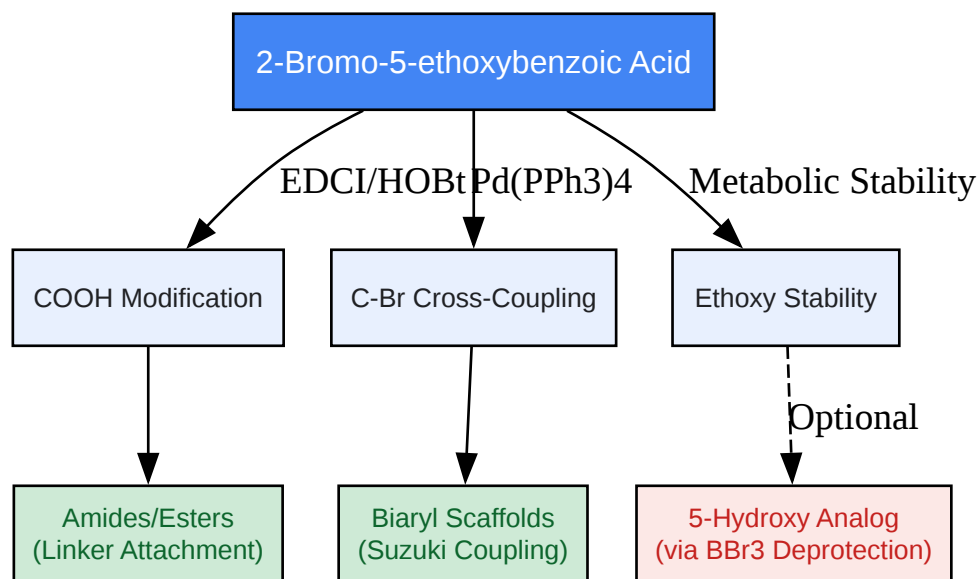 2-Bromo-5-ethoxybenzoic Acid
EDCI/HOBt
Pd(PPh3)4
Metabolic Stability
COOH Modification
C-Br Cross-Coupling
Ethoxy Stability
Optional
Amides/Esters
(Linker Attachment)
Biaryl Scaffolds
(Suzuki Coupling)
5-Hydroxy Analog
(via BBr3 Deprotection)